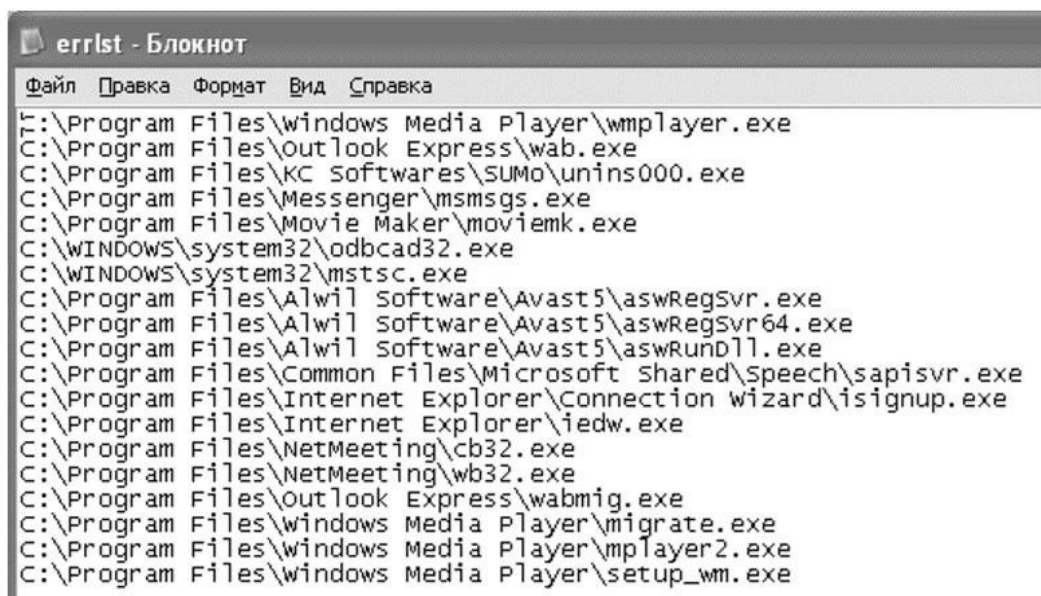 errlst - Блокнот
Файл Правка Формат Вид Справка
C:\Program Files\Windows Media Player\wmplayer.exe
C:\Program Files\Outlook Express\wab.exe
C:\Program Files\KC Softwares\SUMo\unins000.exe
C:\Program Files\Messenger\msmsgs.exe
C:\Program Files\Movie Maker\moviemk.exe
C:\WINDOWS\system32\odbcad32.exe
C:\WINDOWS\system32\mstsc.exe
C:\Program Files\Alwil Software\Avast5\aswRegSvr.exe
C:\Program Files\Alwil Software\Avast5\aswRegSvr64.exe
C:\Program Files\Alwil Software\Avast5\aswRunDll.exe
C:\Program Files\Common Files\Microsoft Shared\Speech\sapisvr.exe
C:\Program Files\Internet Explorer\Connection Wizard\isignup.exe
C:\Program Files\Internet Explorer\iedw.exe
C:\Program Files\NetMeeting\cb32.exe
C:\Program Files\NetMeeting\wb32.exe
C:\Program Files\Outlook Express\wabmig.exe
C:\Program Files\Windows Media Player\migrate.exe
C:\Program Files\Windows Media Player\mplayer2.exe
C:\Program Files\Windows Media Player\setup_wm.exe